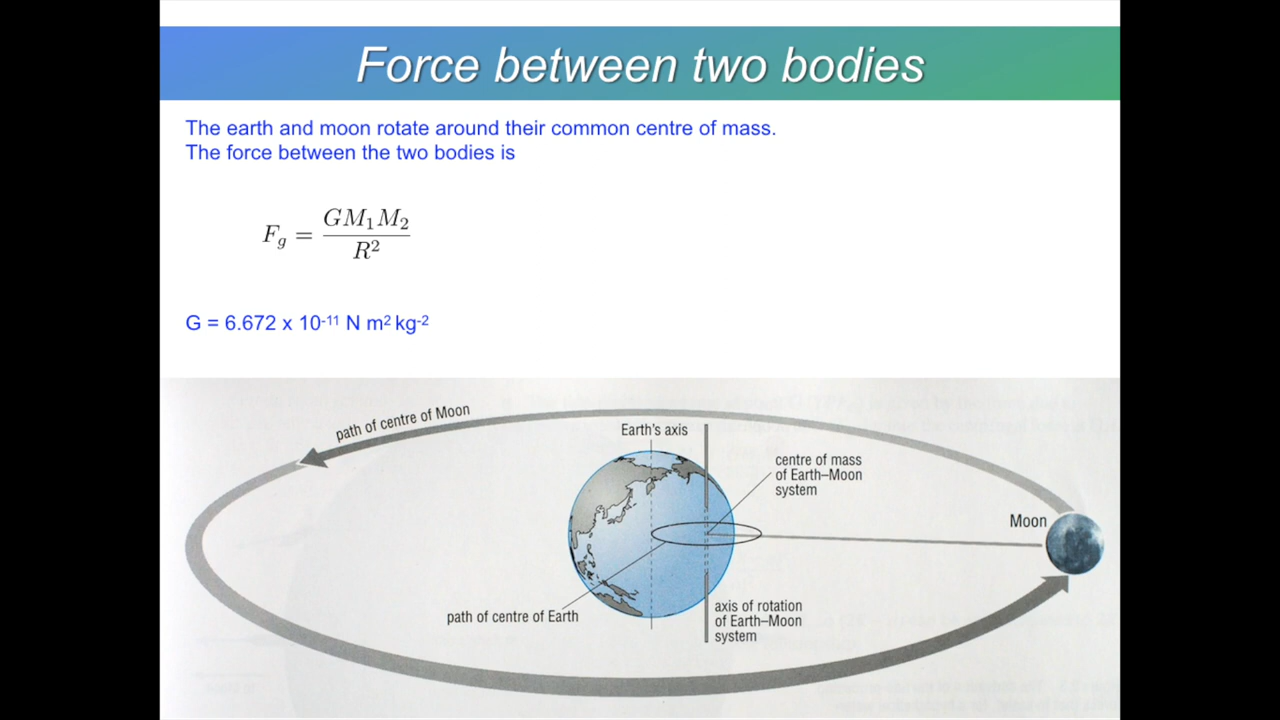 Force between two bodies
The earth and moon rotate around their common centre of mass.
The force between the two bodies is
F_g = \frac{GM_1M_2}{R^2}
G = 6.672 x 10⁻¹¹ N m² kg⁻²
path of centre of Moon
Earth's axis
centre of mass
of Earth–Moon
system
Moon
path of centre of Earth
axis of rotation
of Earth–Moon
system